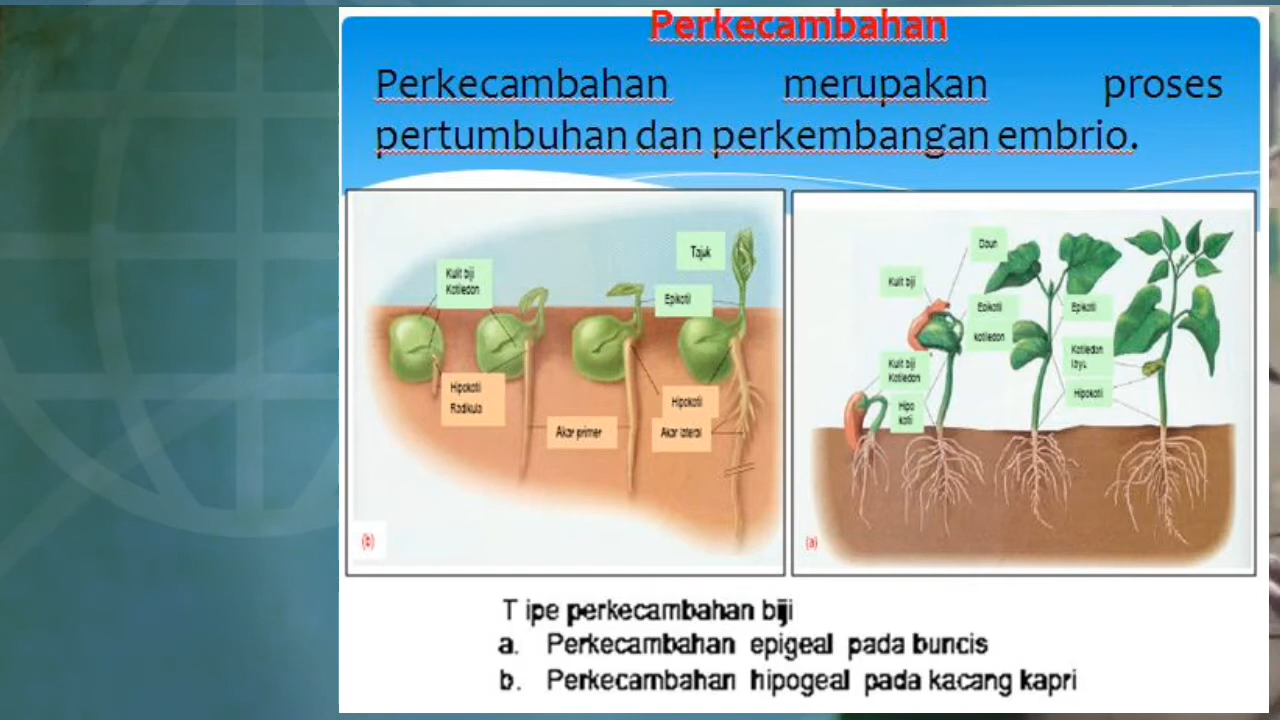 Perkecambahan
Perkecambahan merupakan proses
pertumbuhan dan perkembangan embrio.
Tajuk
Kulit biji
Kotiledon
Epikotil
Hipokotil
Radikula
Akar primer
Hipokotil
Akar lateral
(b)
Daun
Kulit biji
Epikotil
kotiledon
Epikotil
Kulit biji
Kotiledon
Kotiledon
layu
Hipo
kotil
Hipokotil
(a)
T ipe perkecambahan biji
a. Perkecambahan epigeal pada buncis
b. Perkecambahan hipogeal pada kacang kapri